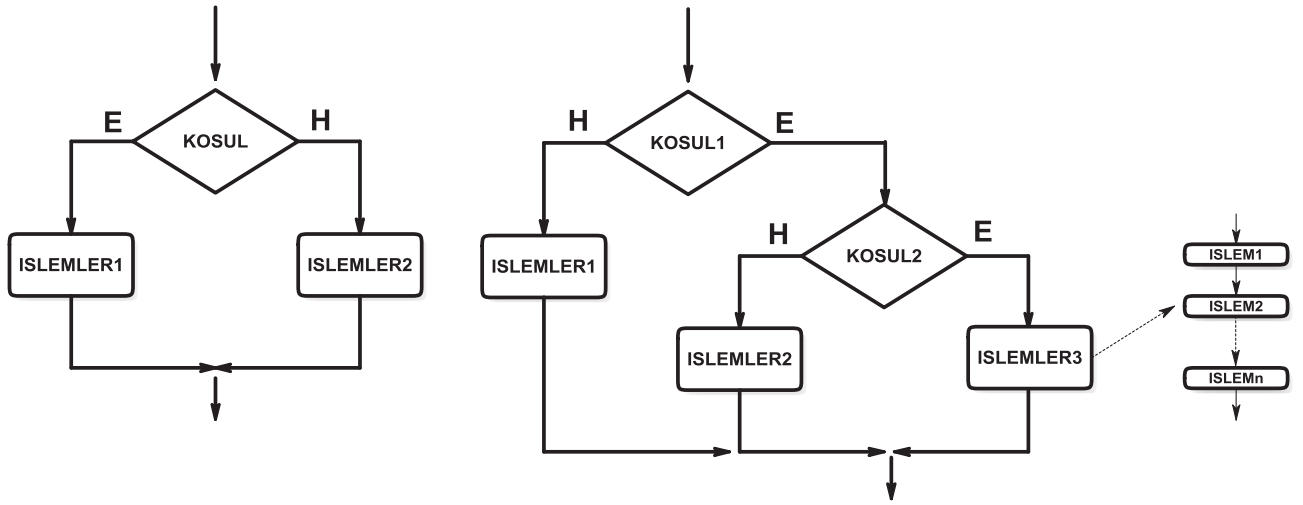 E
H
KOSUL
ISLEMLER1
ISLEMLER2
H
E
KOSUL1
H
E
KOSUL2
ISLEMLER1
ISLEMLER2
ISLEMLER3
ISLEM1
ISLEM2
ISLEMn